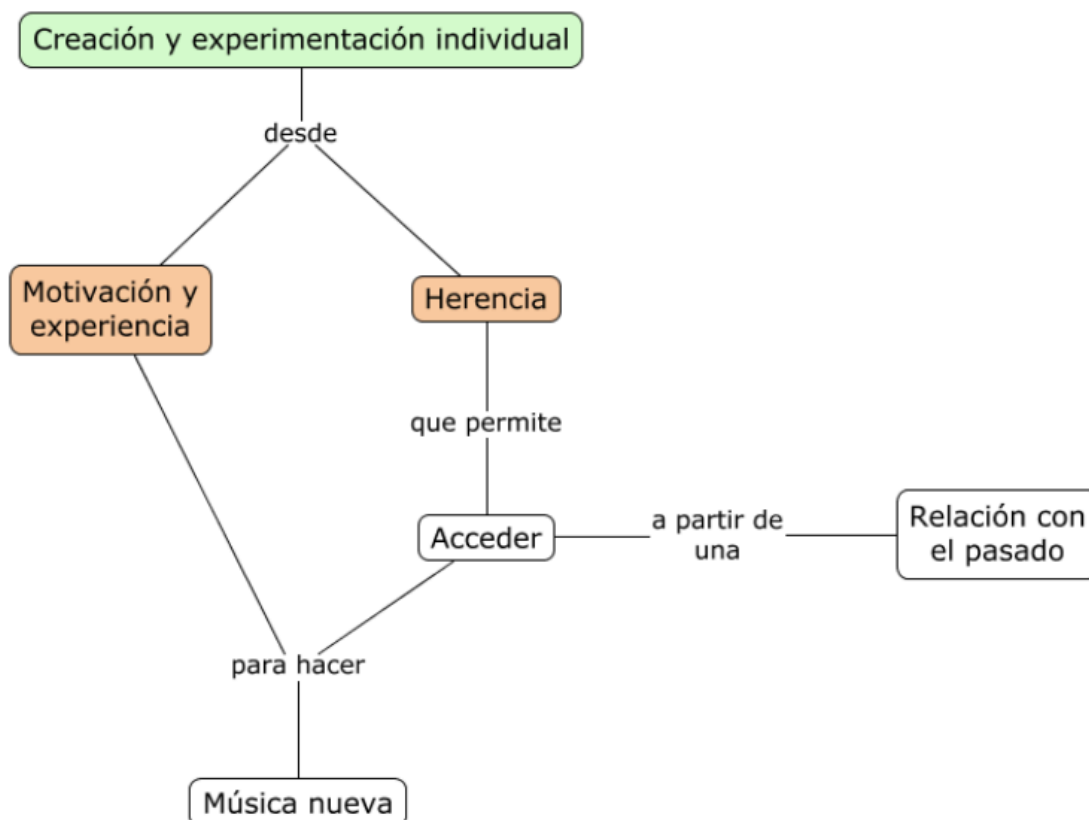 Creación y experimentación individual
desde
Motivación y
experiencia
Herencia
que permite
Acceder
a partir de
una
Relación con
el pasado
para hacer
Música nueva